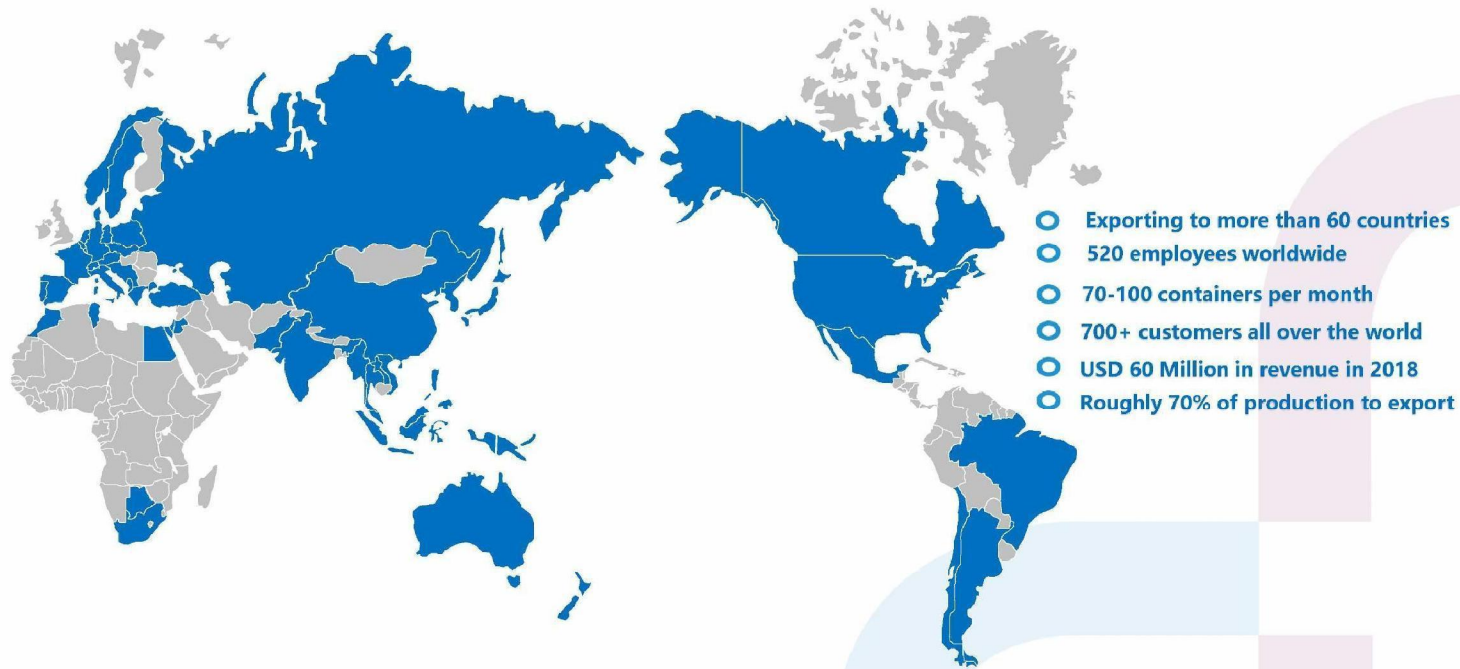 Exporting to more than 60 countries
520 employees worldwide
70-100 containers per month
700+ customers all over the world
USD 60 Million in revenue in 2018
Roughly 70% of production to export